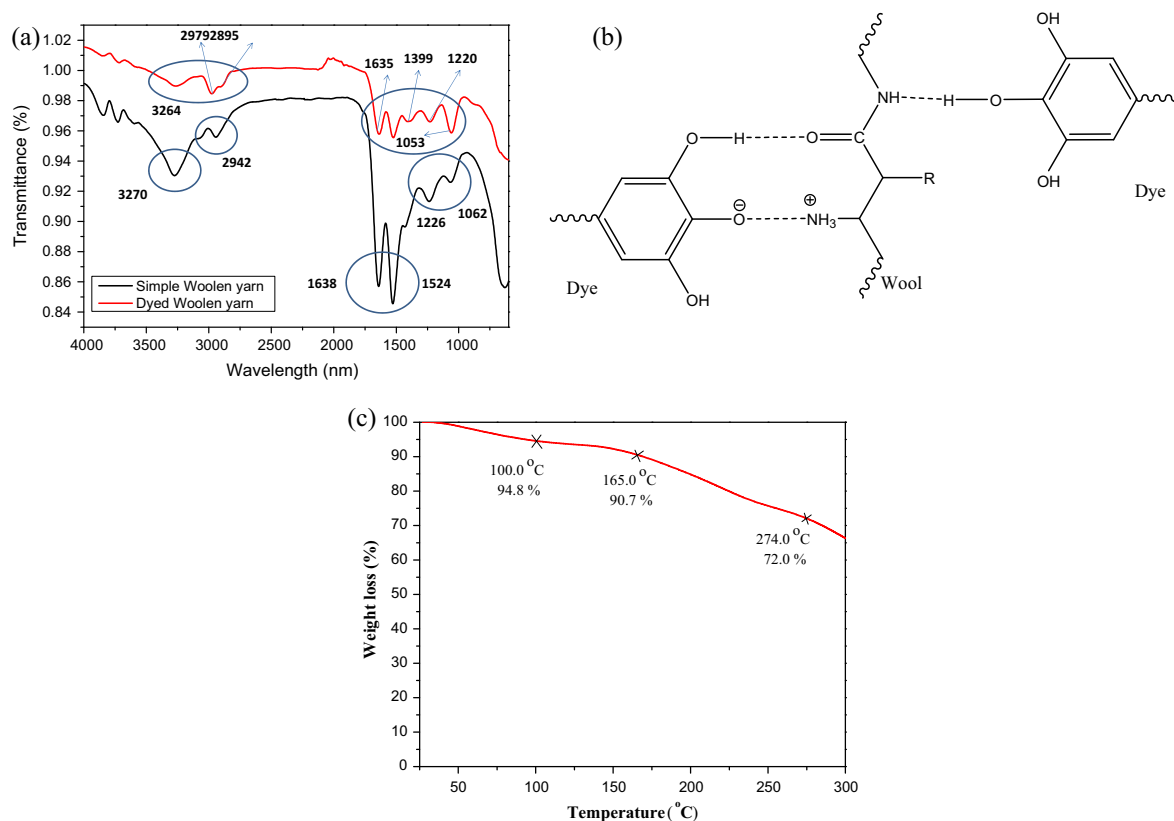 (a)
1.02
1.00
0.98
0.96
0.94
0.92
0.90
0.88
0.86
0.84
Transmittance (%)
29792895
3264
2942
3270
1635
1399
1220
1053
1226
1062
1638
1524
Simple Woolen yarn
Dyed Woolen yarn
4000 3500 3000 2500 2000 1500 1000
Wavelength (nm)
(b)
OH
NH
H
O
OH
Dye
O
H
O
C
R
O
⊖
⊕
NH3
OH
Dye
Wool
(c)
100
90
80
70
60
50
40
30
20
10
0
Weight loss (%)
100.0 °C
94.8 %
165.0 °C
90.7 %
274.0 °C
72.0 %
50 100 150 200 250 300
Temperature (°C)